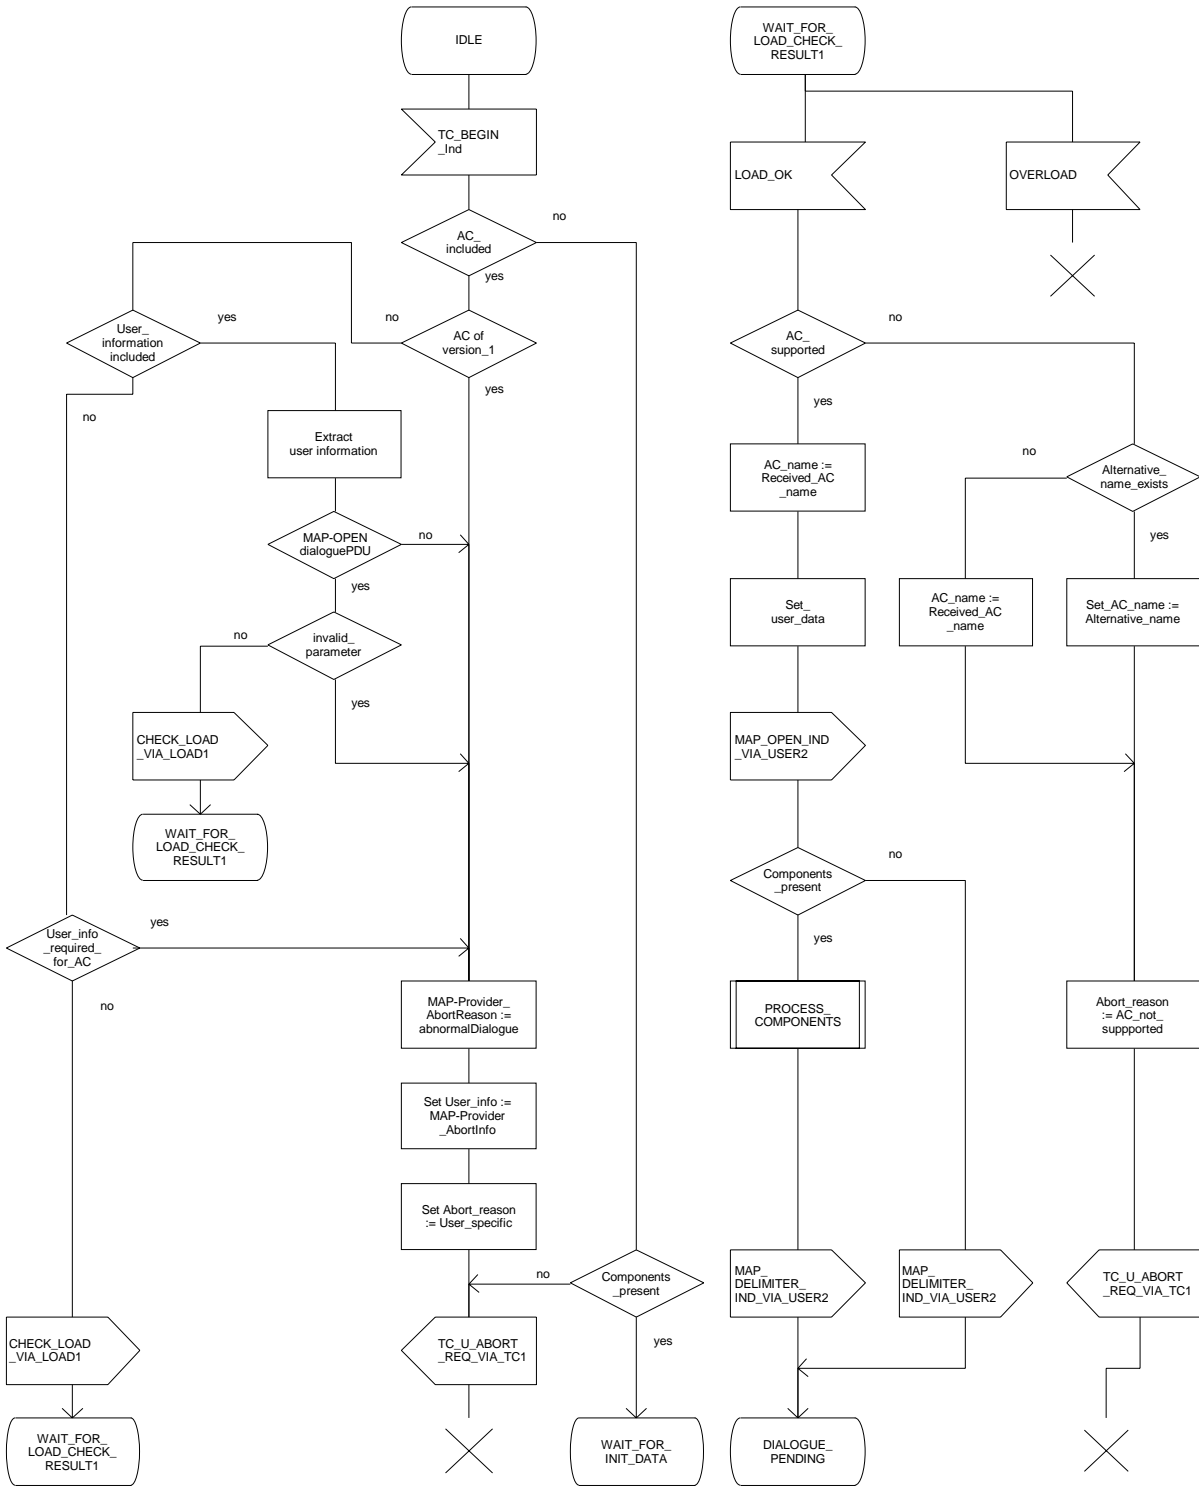 IDLE
TC_BEGIN
_Ind
AC_
included
no
yes
AC of
version_1
no
yes
User_
information
included
yes
no
Extract
user information
MAP-OPEN
dialoguePDU
no
yes
invalid_
parameter
no
yes
CHECK_LOAD
_VIA_LOAD1
WAIT_FOR_
LOAD_CHECK_
RESULT1
User_info
_required_
for_AC
yes
no
MAP-Provider_
AbortReason :=
abnormalDialogue
Set User_info :=
MAP-Provider
_AbortInfo
Set Abort_reason
:= User_specific
no
Components
_present
yes
CHECK_LOAD
_VIA_LOAD1
TC_U_ABORT
_REQ_VIA_TC1
WAIT_FOR_
LOAD_CHECK_
RESULT1
WAIT_FOR_
INIT_DATA
WAIT_FOR_
LOAD_CHECK_
RESULT1
LOAD_OK
OVERLOAD
AC_
supported
no
yes
AC_name :=
Received_AC
_name
no
Alternative_
name_exists
yes
Set_
user_data
AC_name :=
Received_AC
_name
Set_AC_name :=
Alternative_name
MAP_OPEN_IND
_VIA_USER2
Components
_present
no
yes
PROCESS_
COMPONENTS
Abort_reason
:= AC_not_
suppported
MAP_
DELIMITER_
IND_VIA_USER2
MAP_
DELIMITER_
IND_VIA_USER2
TC_U_ABORT
_REQ_VIA_TC1
DIALOGUE_
PENDING